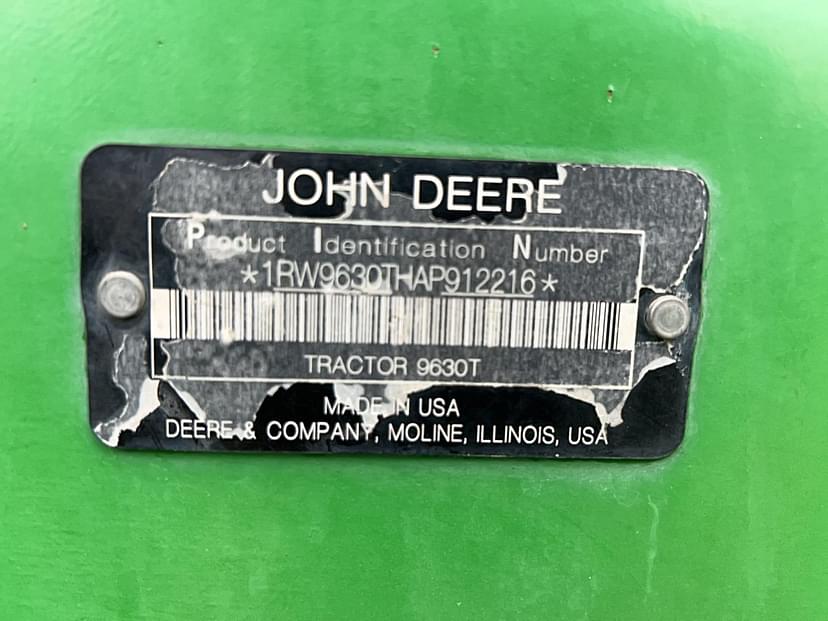 JOHN DEERE
Product Identification Number
*1RW9630THAP912216*
TRACTOR 9630T
MADE IN USA
DEERE & COMPANY, MOLINE, ILLINOIS, USA